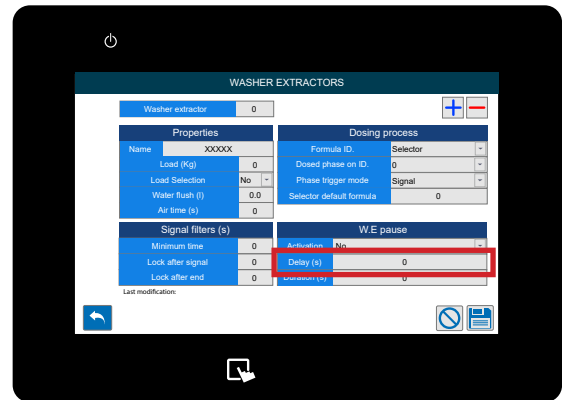 WASHER EXTRACTORS
Washer extractor 0
Properties
Name XXXXX
Load (Kg) 0
Load Selection No
Water flush (l) 0.0
Air time (s) 0
Dosing process
Formula ID. Selector
Dosed phase on ID. 0
Phase trigger mode Signal
Selector default formula 0
Signal filters (s)
Minimum time 0
Lock after signal 0
Lock after end 0
W.E pause
Activation No
Delay (s) 0
Duration (s) 0
Last modification: